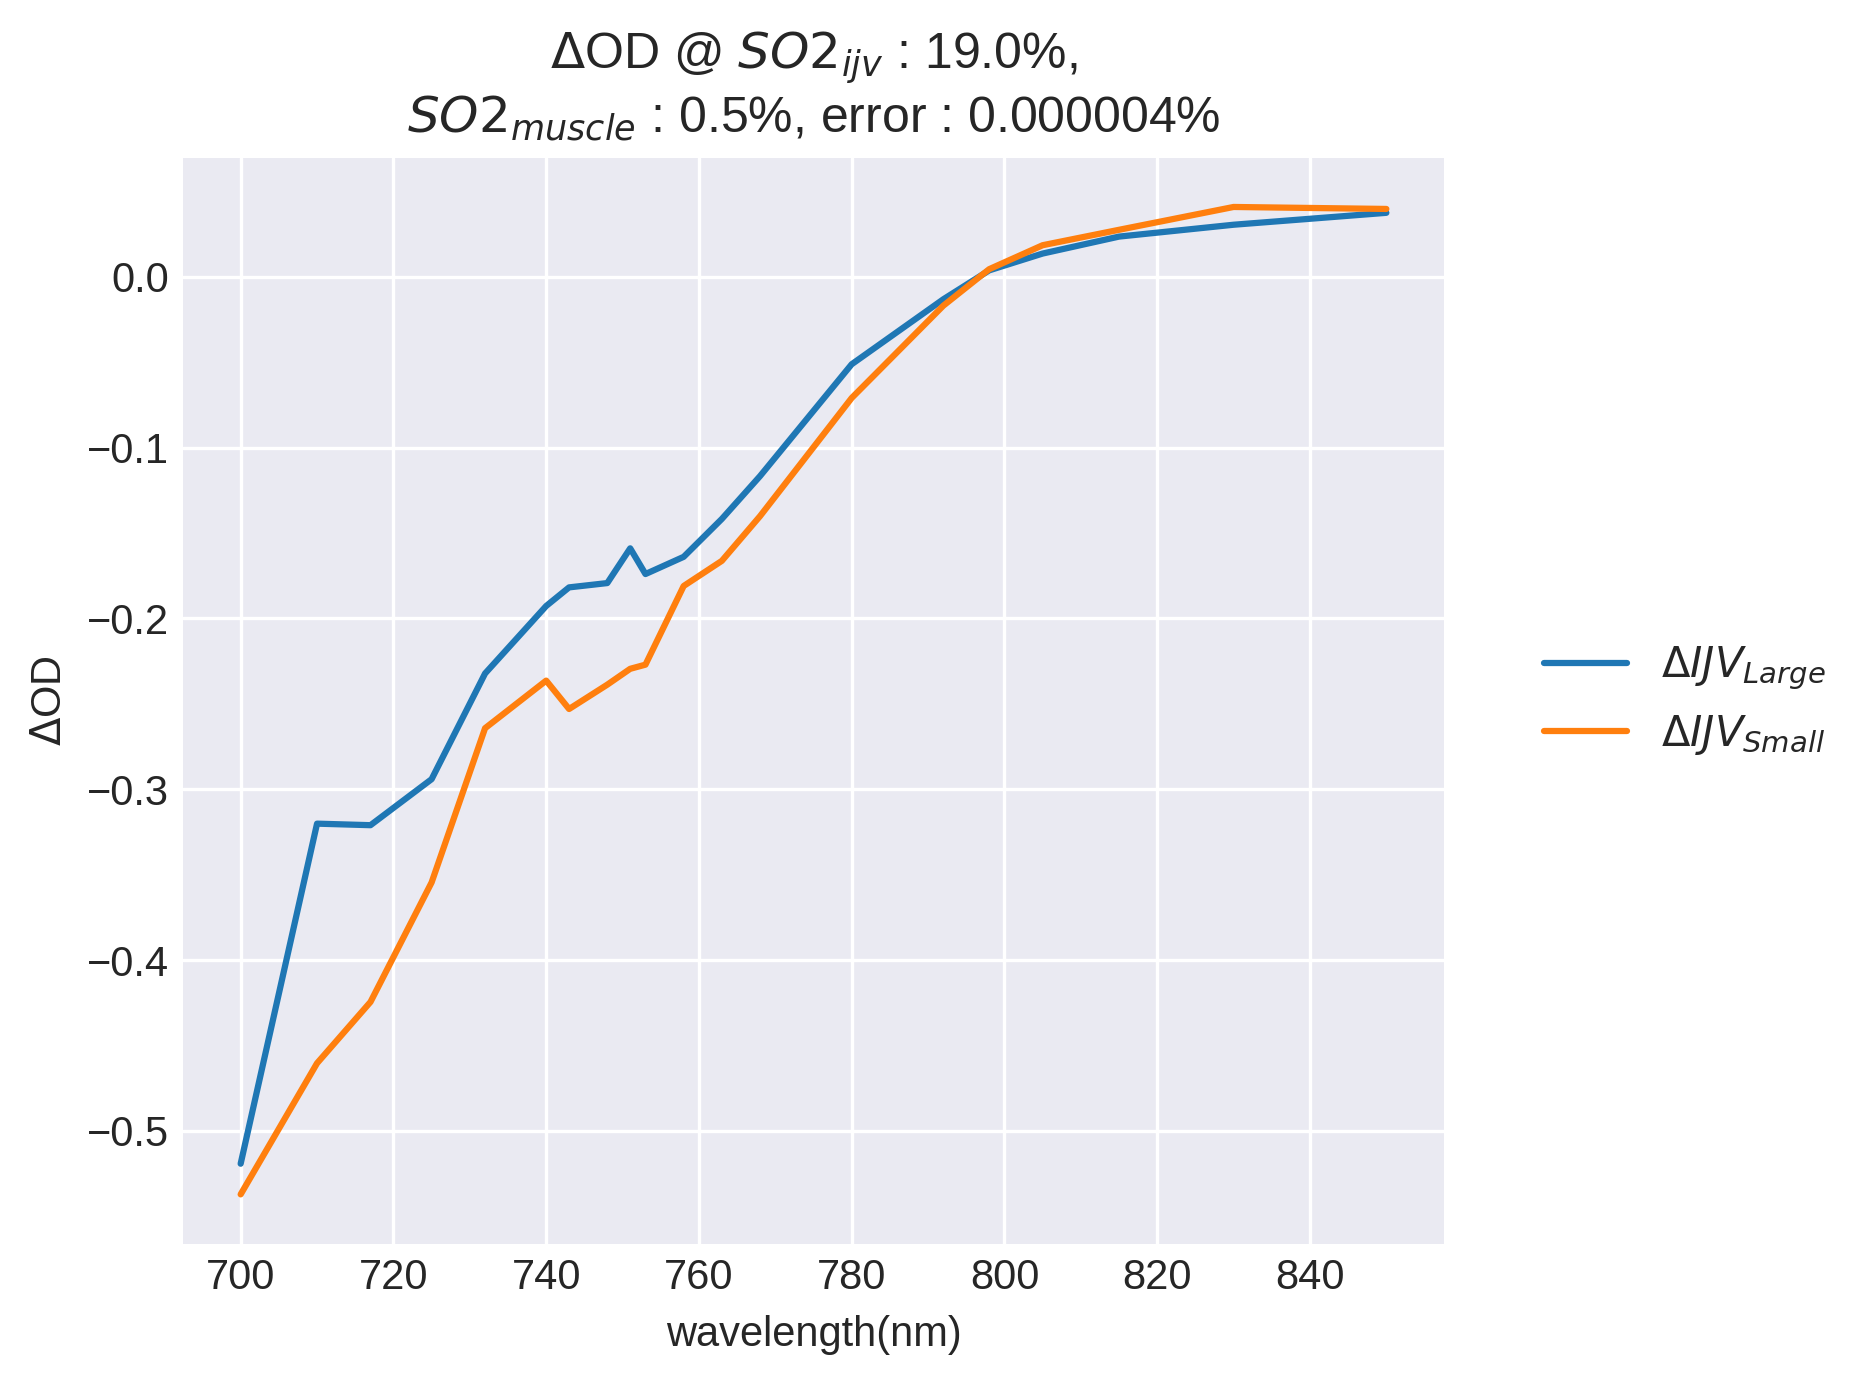 ΔOD @ SO2ijv : 19.0%,
SO2muscle : 0.5%, error : 0.000004%
0.0
−0.1
−0.2
−0.3
−0.4
−0.5
ΔOD
700 720 740 760 780 800 820 840
wavelength(nm)
ΔIJVLarge
ΔIJVSmall